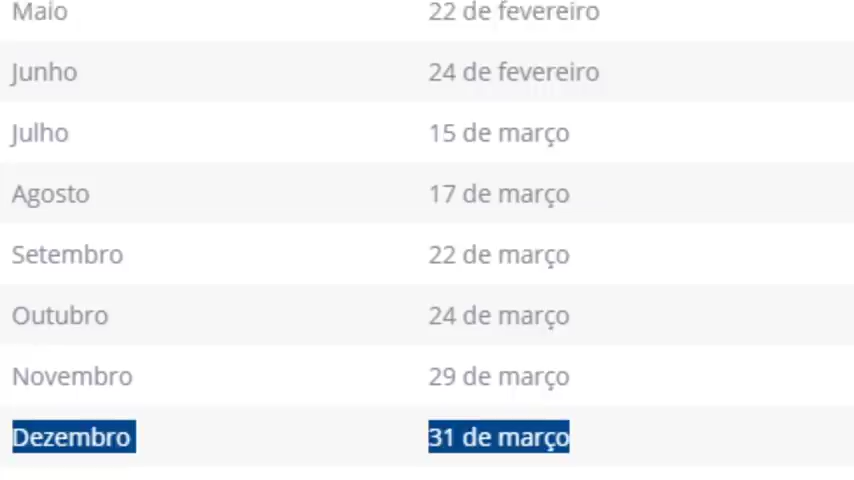 Maio 22 de fevereiro
Junho 24 de fevereiro
Julho 15 de março
Agosto 17 de março
Setembro 22 de março
Outubro 24 de março
Novembro 29 de março
Dezembro 31 de março